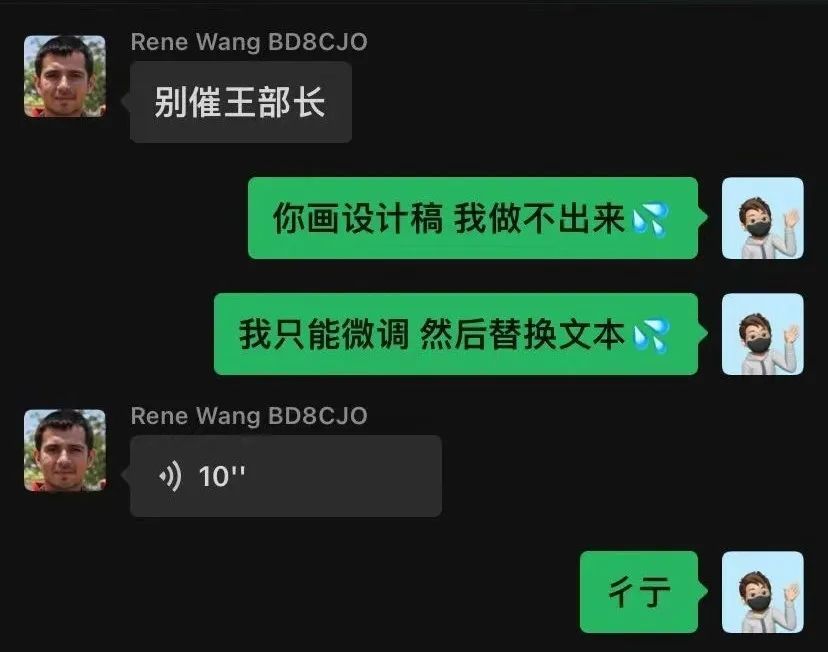 Rene Wang BD8CJO
别催王部长
你画设计稿 我做不出来💦
我只能微调 然后替换文本💦
Rene Wang BD8CJO
10''
彳亍